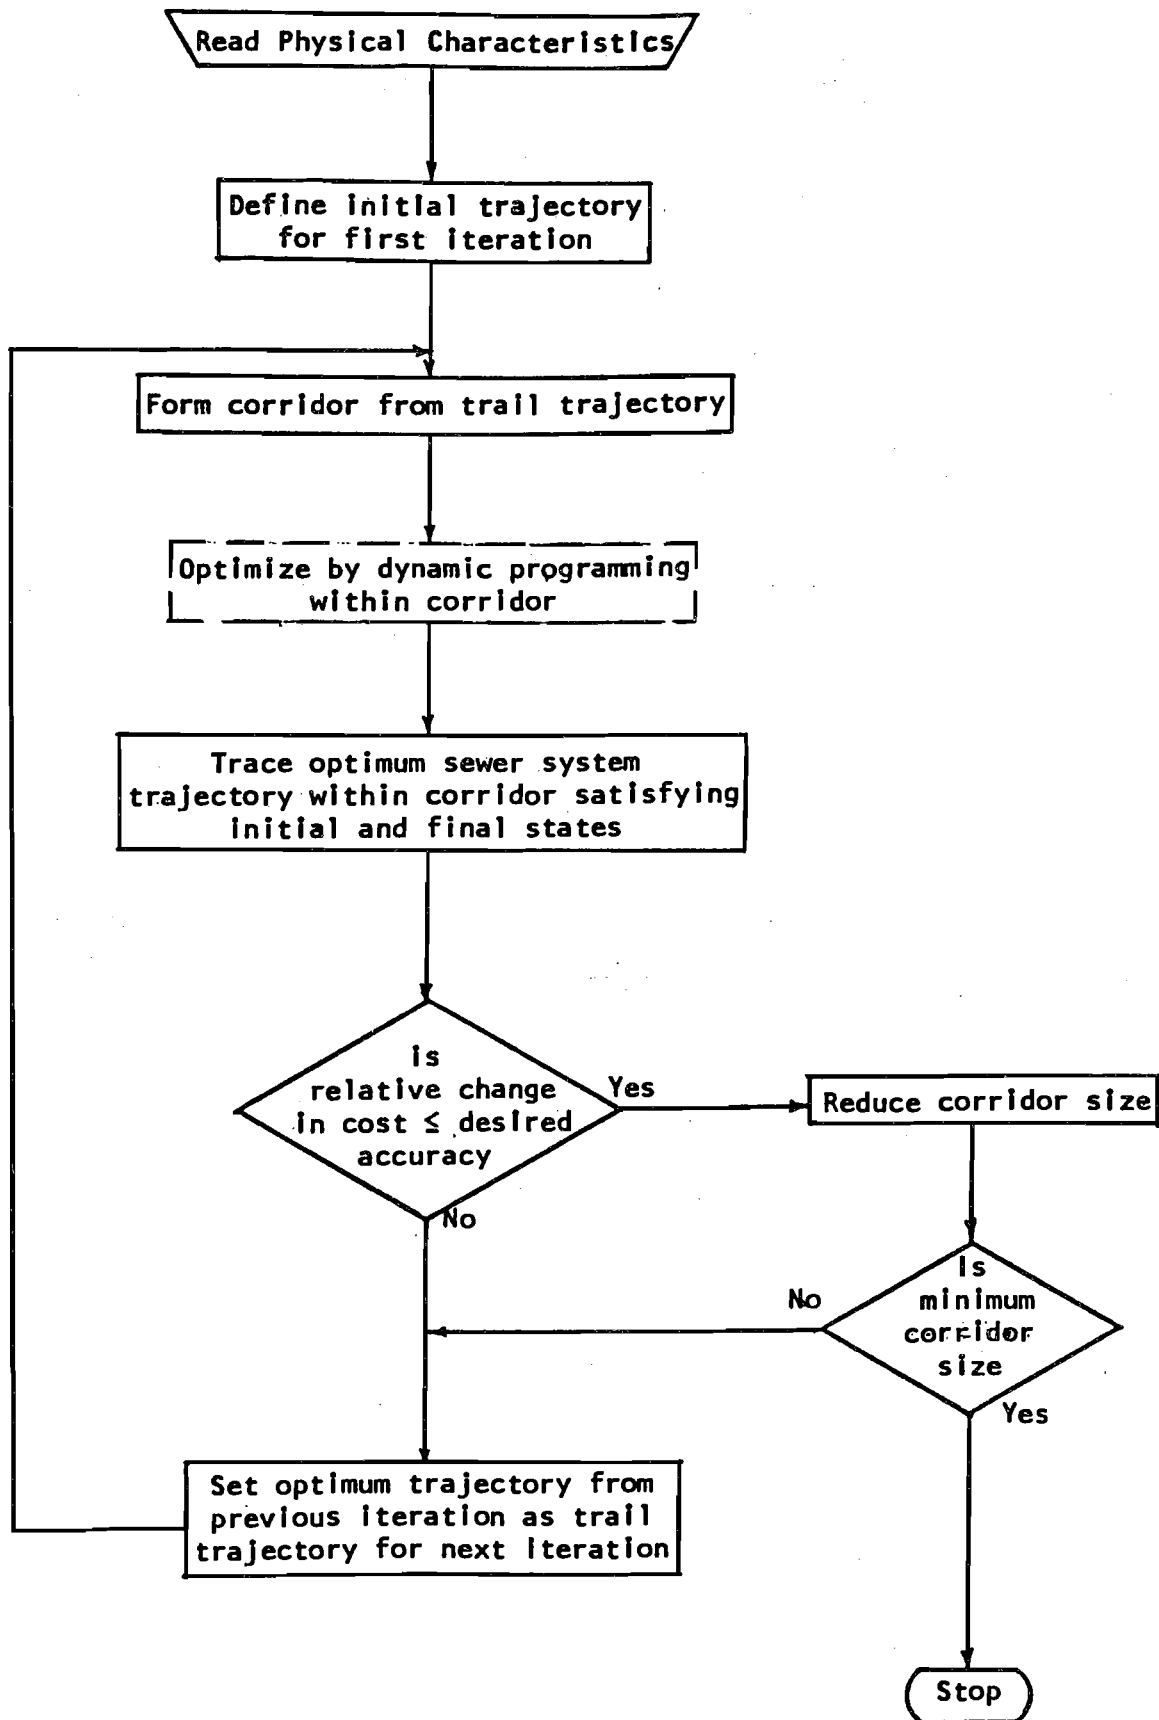 Read Physical Characteristics
Define initial trajectory
for first iteration
Form corridor from trail trajectory
Optimize by dynamic programming
within corridor
Trace optimum sewer system
trajectory within corridor satisfying
initial and final states
is
relative change
in cost ≤ desired
accuracy
Yes
No
Reduce corridor size
Is
minimum
corridor
size
No
Yes
Set optimum trajectory from
previous iteration as trail
trajectory for next iteration
Stop